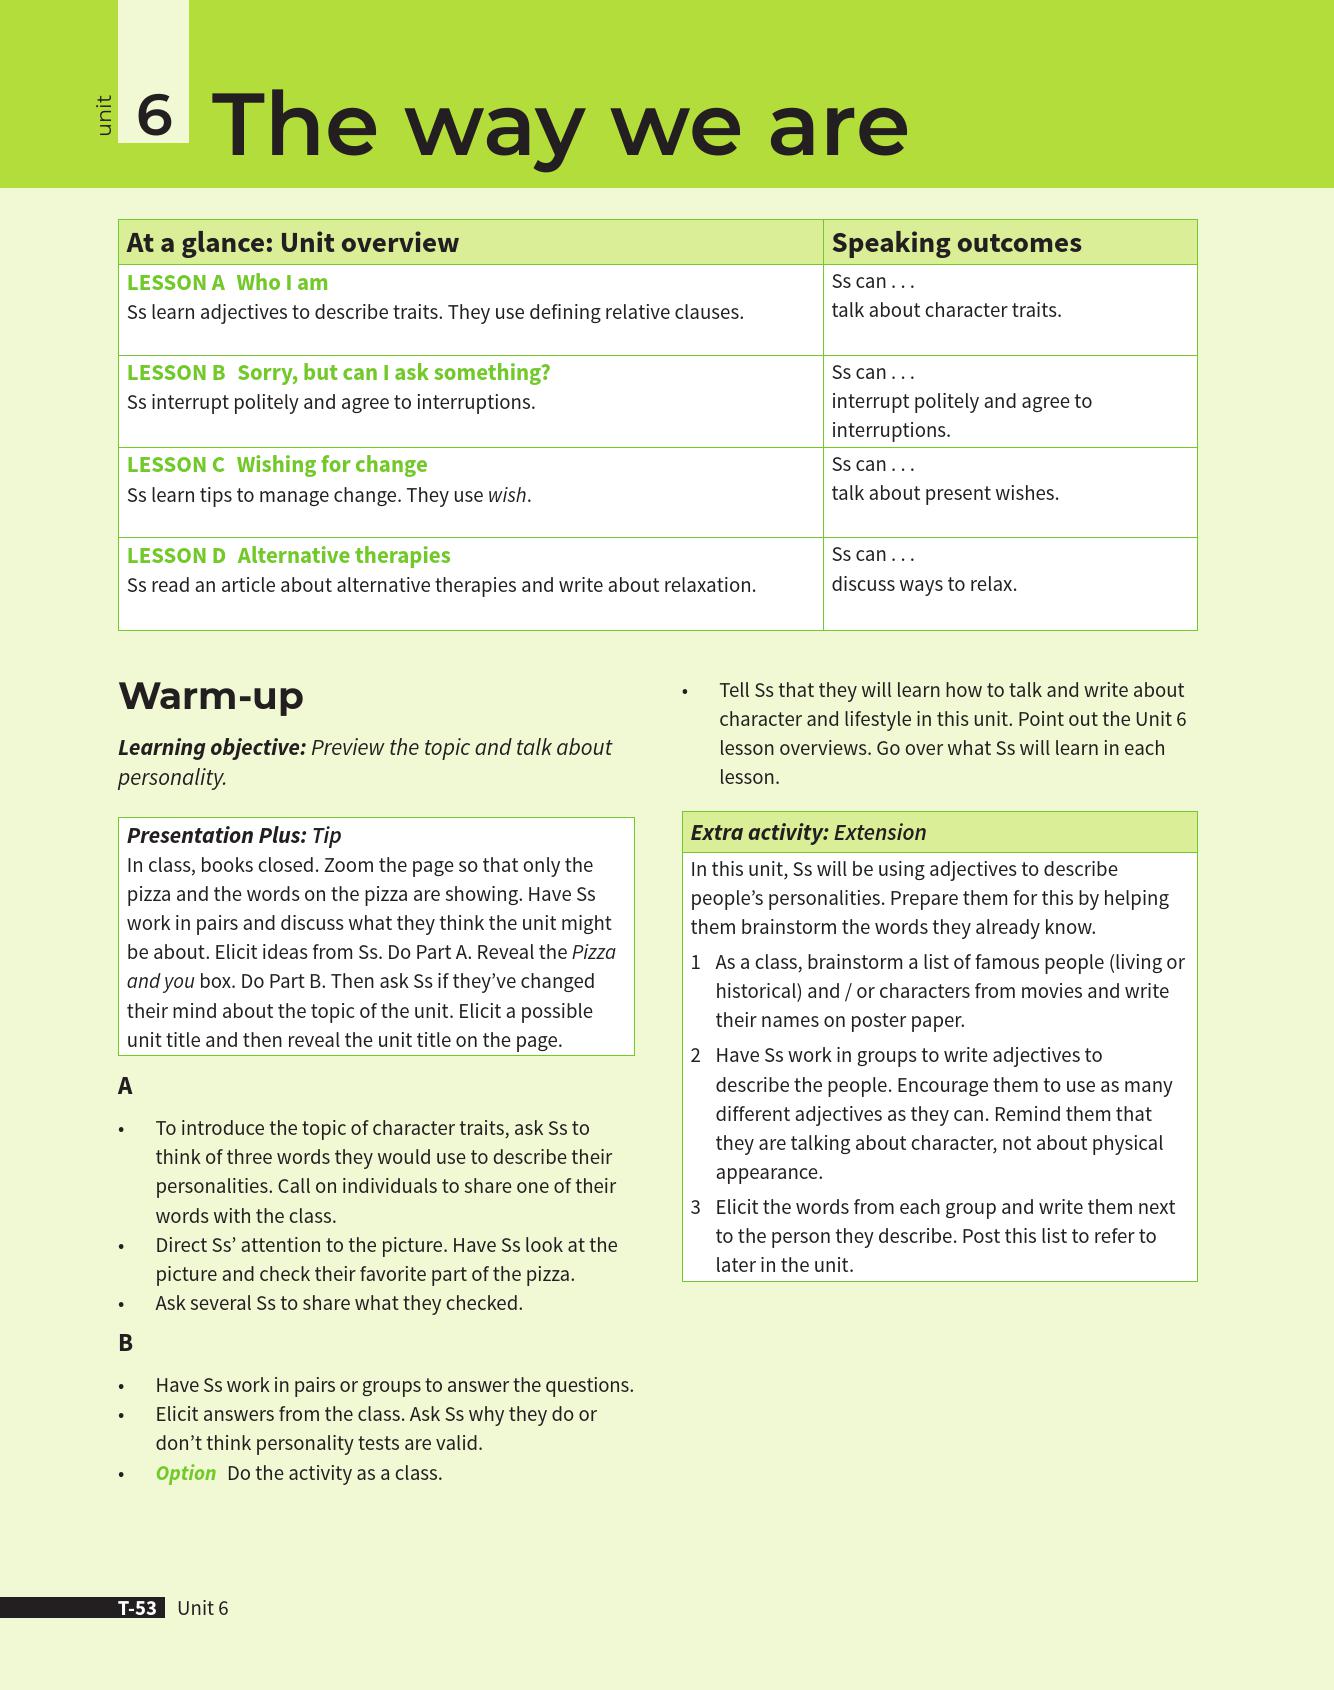 unit
6
The way we are
At a glance: Unit overview
Speaking outcomes
LESSON A Who I am
Ss learn adjectives to describe traits. They use defining relative clauses.
Ss can . . .
talk about character traits.
LESSON B Sorry, but can I ask something?
Ss interrupt politely and agree to interruptions.
Ss can . . .
interrupt politely and agree to
interruptions.
LESSON C Wishing for change
Ss learn tips to manage change. They use wish.
Ss can . . .
talk about present wishes.
LESSON D Alternative therapies
Ss read an article about alternative therapies and write about relaxation.
Ss can . . .
discuss ways to relax.
Warm-up
Learning objective: Preview the topic and talk about
personality.
Presentation Plus: Tip
In class, books closed. Zoom the page so that only the
pizza and the words on the pizza are showing. Have Ss
work in pairs and discuss what they think the unit might
be about. Elicit ideas from Ss. Do Part A. Reveal the Pizza
and you box. Do Part B. Then ask Ss if they’ve changed
their mind about the topic of the unit. Elicit a possible
unit title and then reveal the unit title on the page.
A
• To introduce the topic of character traits, ask Ss to
think of three words they would use to describe their
personalities. Call on individuals to share one of their
words with the class.
• Direct Ss’ attention to the picture. Have Ss look at the
picture and check their favorite part of the pizza.
• Ask several Ss to share what they checked.
B
• Have Ss work in pairs or groups to answer the questions.
• Elicit answers from the class. Ask Ss why they do or
don’t think personality tests are valid.
• Option Do the activity as a class.
• Tell Ss that they will learn how to talk and write about
character and lifestyle in this unit. Point out the Unit 6
lesson overviews. Go over what Ss will learn in each
lesson.
Extra activity: Extension
In this unit, Ss will be using adjectives to describe
people’s personalities. Prepare them for this by helping
them brainstorm the words they already know.
1 As a class, brainstorm a list of famous people (living or
historical) and / or characters from movies and write
their names on poster paper.
2 Have Ss work in groups to write adjectives to
describe the people. Encourage them to use as many
different adjectives as they can. Remind them that
they are talking about character, not about physical
appearance.
3 Elicit the words from each group and write them next
to the person they describe. Post this list to refer to
later in the unit.
T-53 Unit 6